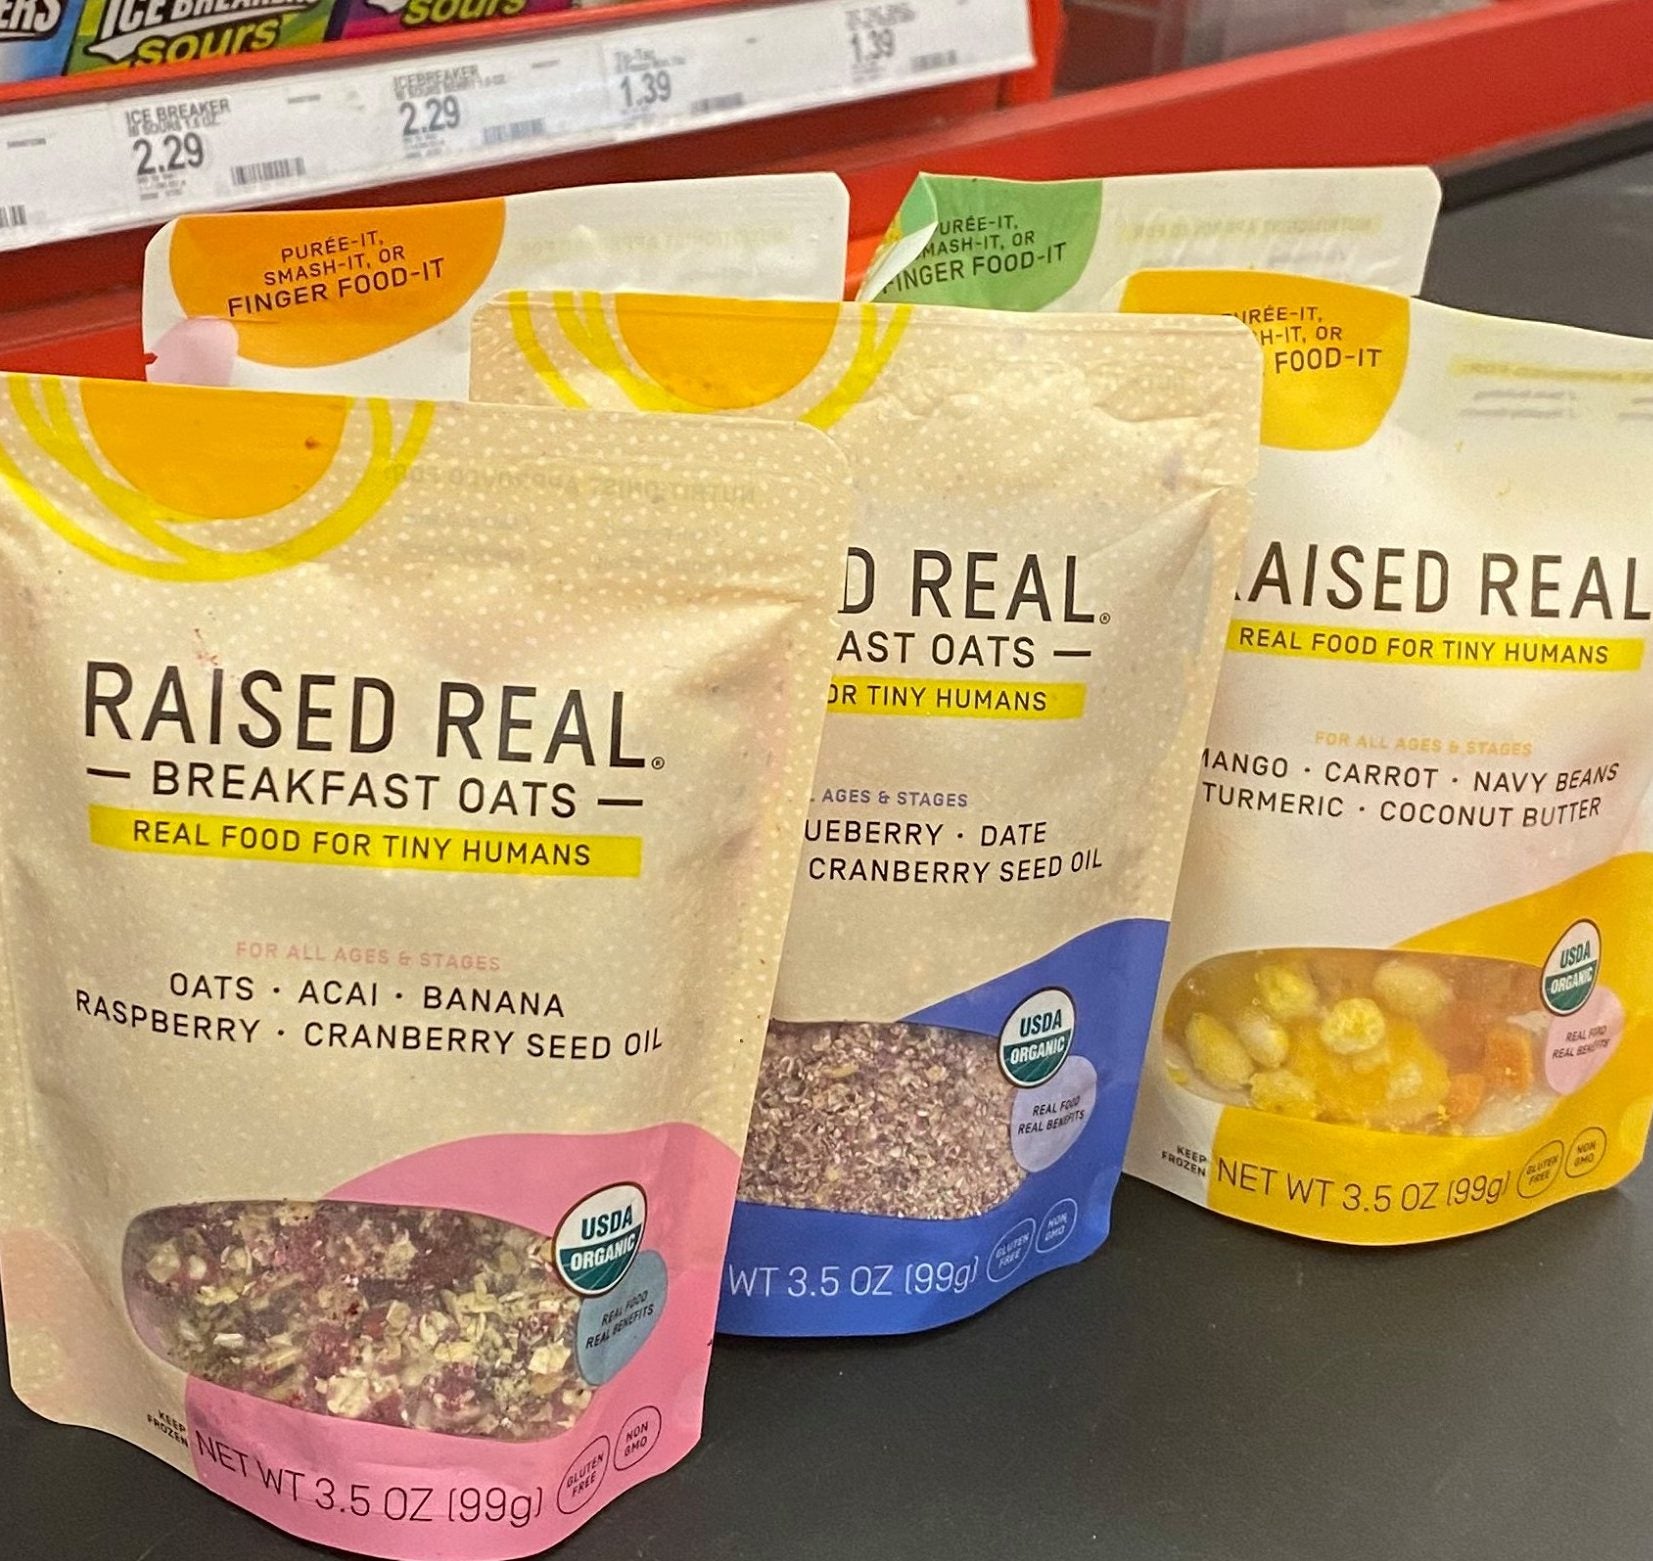 ICE BREAKERS
sours
sours
ICE BREAKER
2.29
ICEBREAKER
2.29
1.39
1.39
PURÉE-IT,
SMASH-IT, OR
FINGER FOOD-IT
URÉE-IT,
MASH-IT, OR
INGER FOOD-IT
URÉE-IT,
H-IT, OR
FOOD-IT
RAISED REAL®
— BREAKFAST OATS —
REAL FOOD FOR TINY HUMANS
FOR ALL AGES & STAGES
OATS · ACAI · BANANA
RASPBERRY · CRANBERRY SEED OIL
USDA
ORGANIC
REAL FOOD
REAL BENEFITS
KEEP
FROZEN
NET WT 3.5 OZ (99g)
GLUTEN
FREE
NON
GMO
D REAL®
AST OATS —
OR TINY HUMANS
AGES & STAGES
UEBERRY · DATE
CRANBERRY SEED OIL
USDA
ORGANIC
REAL FOOD
REAL BENEFITS
WT 3.5 OZ (99g)
GLUTEN
FREE
NON
GMO
AISED REAL
REAL FOOD FOR TINY HUMANS
FOR ALL AGES & STAGES
MANGO · CARROT · NAVY BEANS
TURMERIC · COCONUT BUTTER
USDA
ORGANIC
REAL FOOD
REAL BENEFITS
KEEP
FROZEN
NET WT 3.5 OZ (99g)
GLUTEN
FREE
NON
GMO